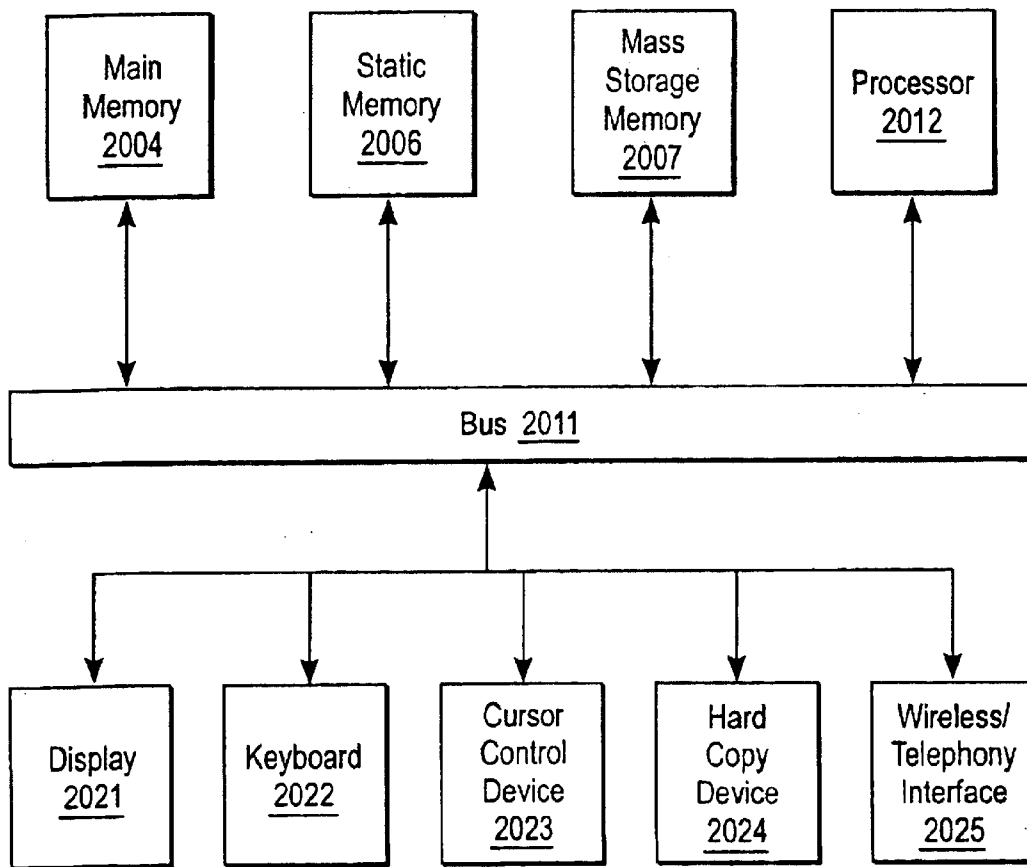 Main
Memory
2004
Static
Memory
2006
Mass
Storage
Memory
2007
Processor
2012
Bus 2011
Display
2021
Keyboard
2022
Cursor
Control
Device
2023
Hard
Copy
Device
2024
Wireless/
Telephony
Interface
2025